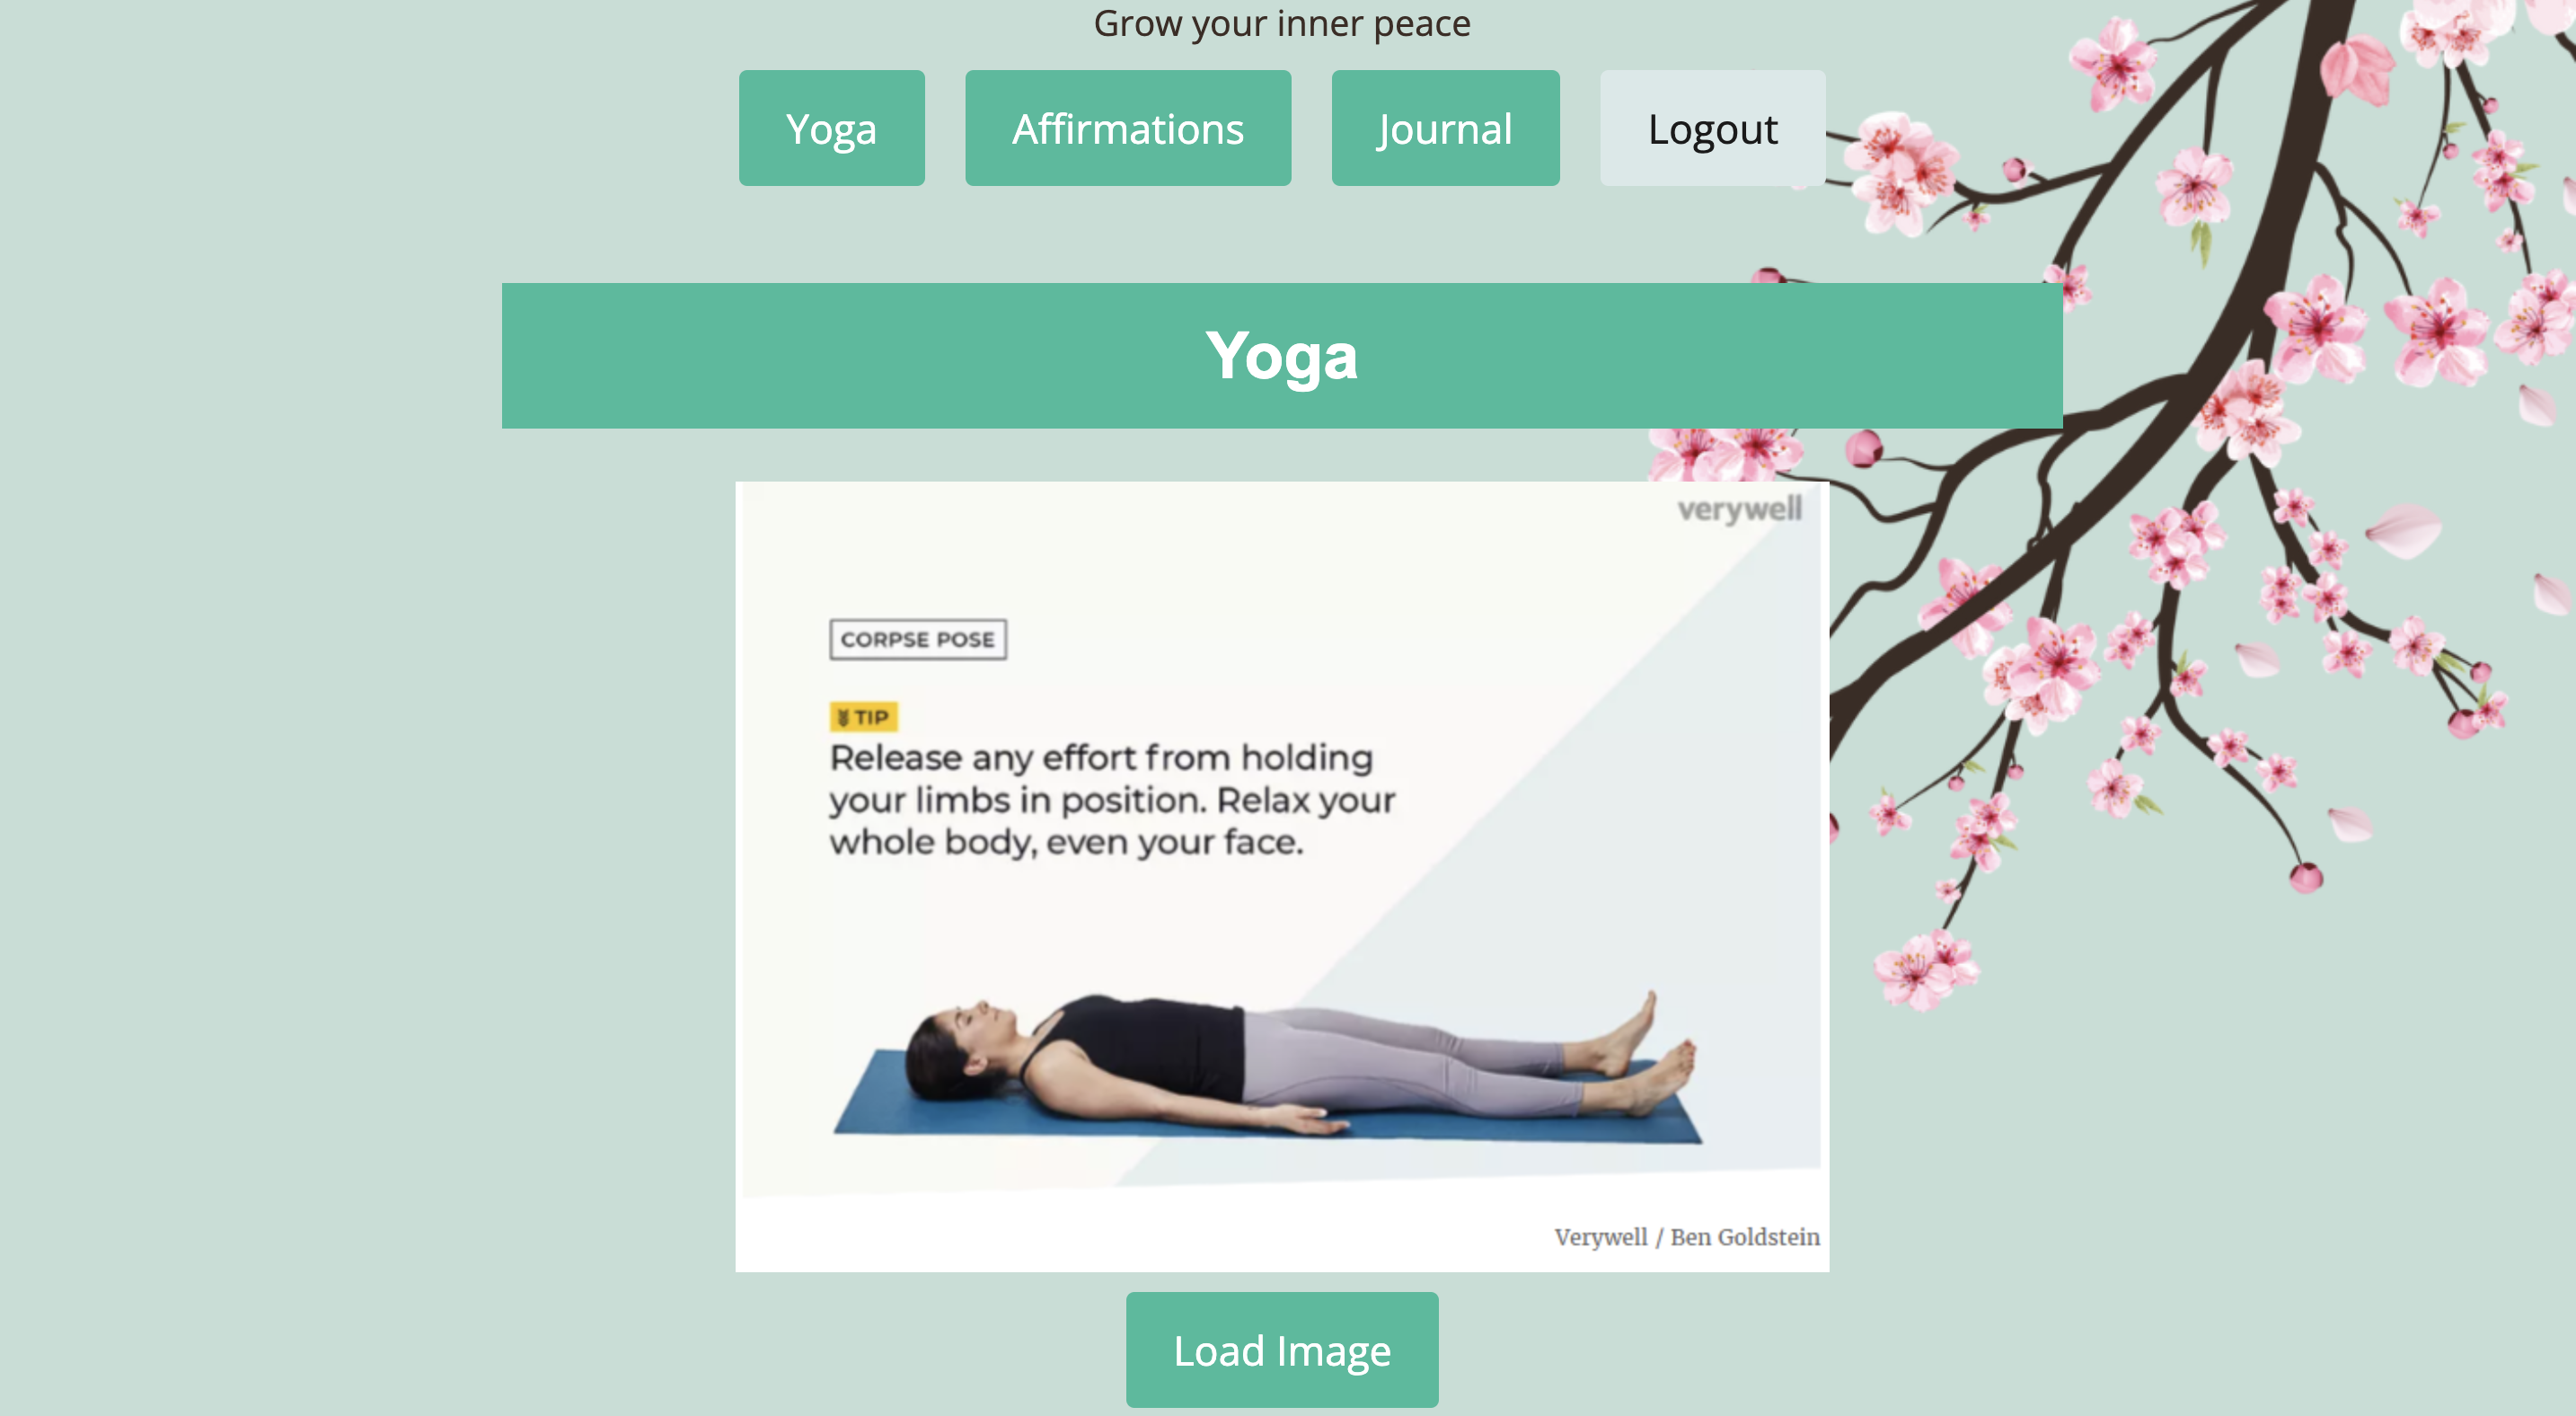 Grow your inner peace
Yoga Affirmations Journal Logout
Yoga
verywell
CORPSE POSE
TIP
Release any effort from holding
your limbs in position. Relax your
whole body, even your face.
Verywell / Ben Goldstein
Load Image